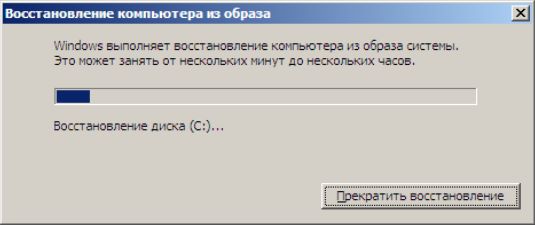 Восстановление компьютера из образа
Windows выполняет восстановление компьютера из образа системы.
Это может занять от нескольких минут до нескольких часов.
Восстановление диска (C:)...
Прекратить восстановление